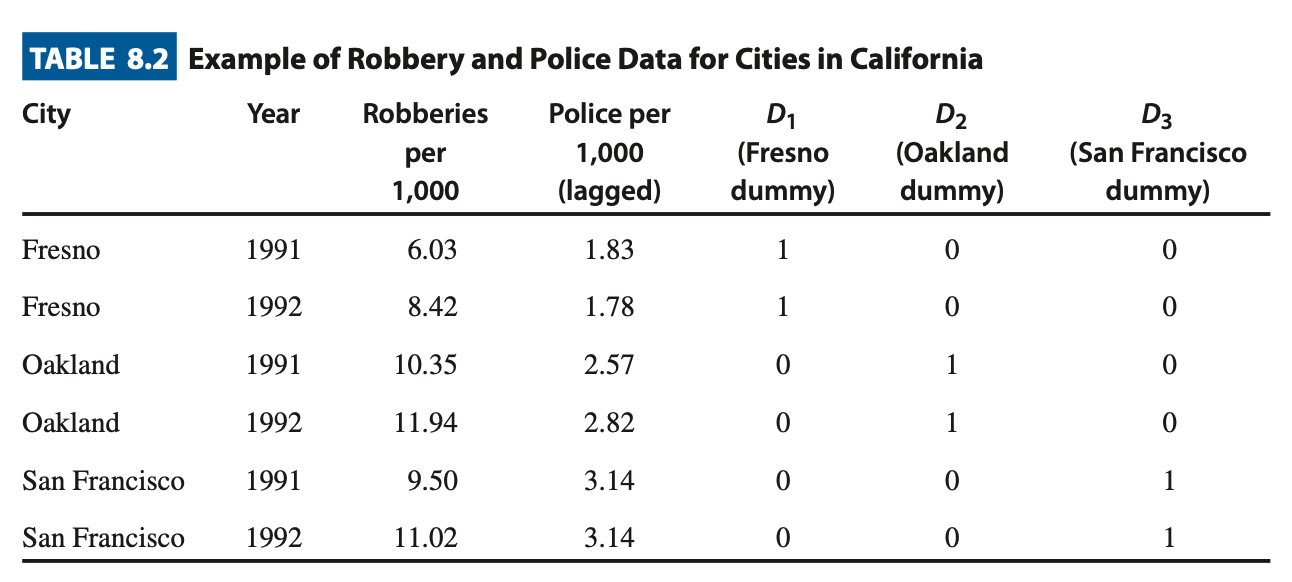 TABLE 8.2 Example of Robbery and Police Data for Cities in California
City Year Robberies Police per D1 D2 D3
per 1,000 (Fresno (Oakland (San Francisco
1,000 (lagged) dummy) dummy) dummy)
Fresno 1991 6.03 1.83 1 0 0
Fresno 1992 8.42 1.78 1 0 0
Oakland 1991 10.35 2.57 0 1 0
Oakland 1992 11.94 2.82 0 1 0
San Francisco 1991 9.50 3.14 0 0 1
San Francisco 1992 11.02 3.14 0 0 1